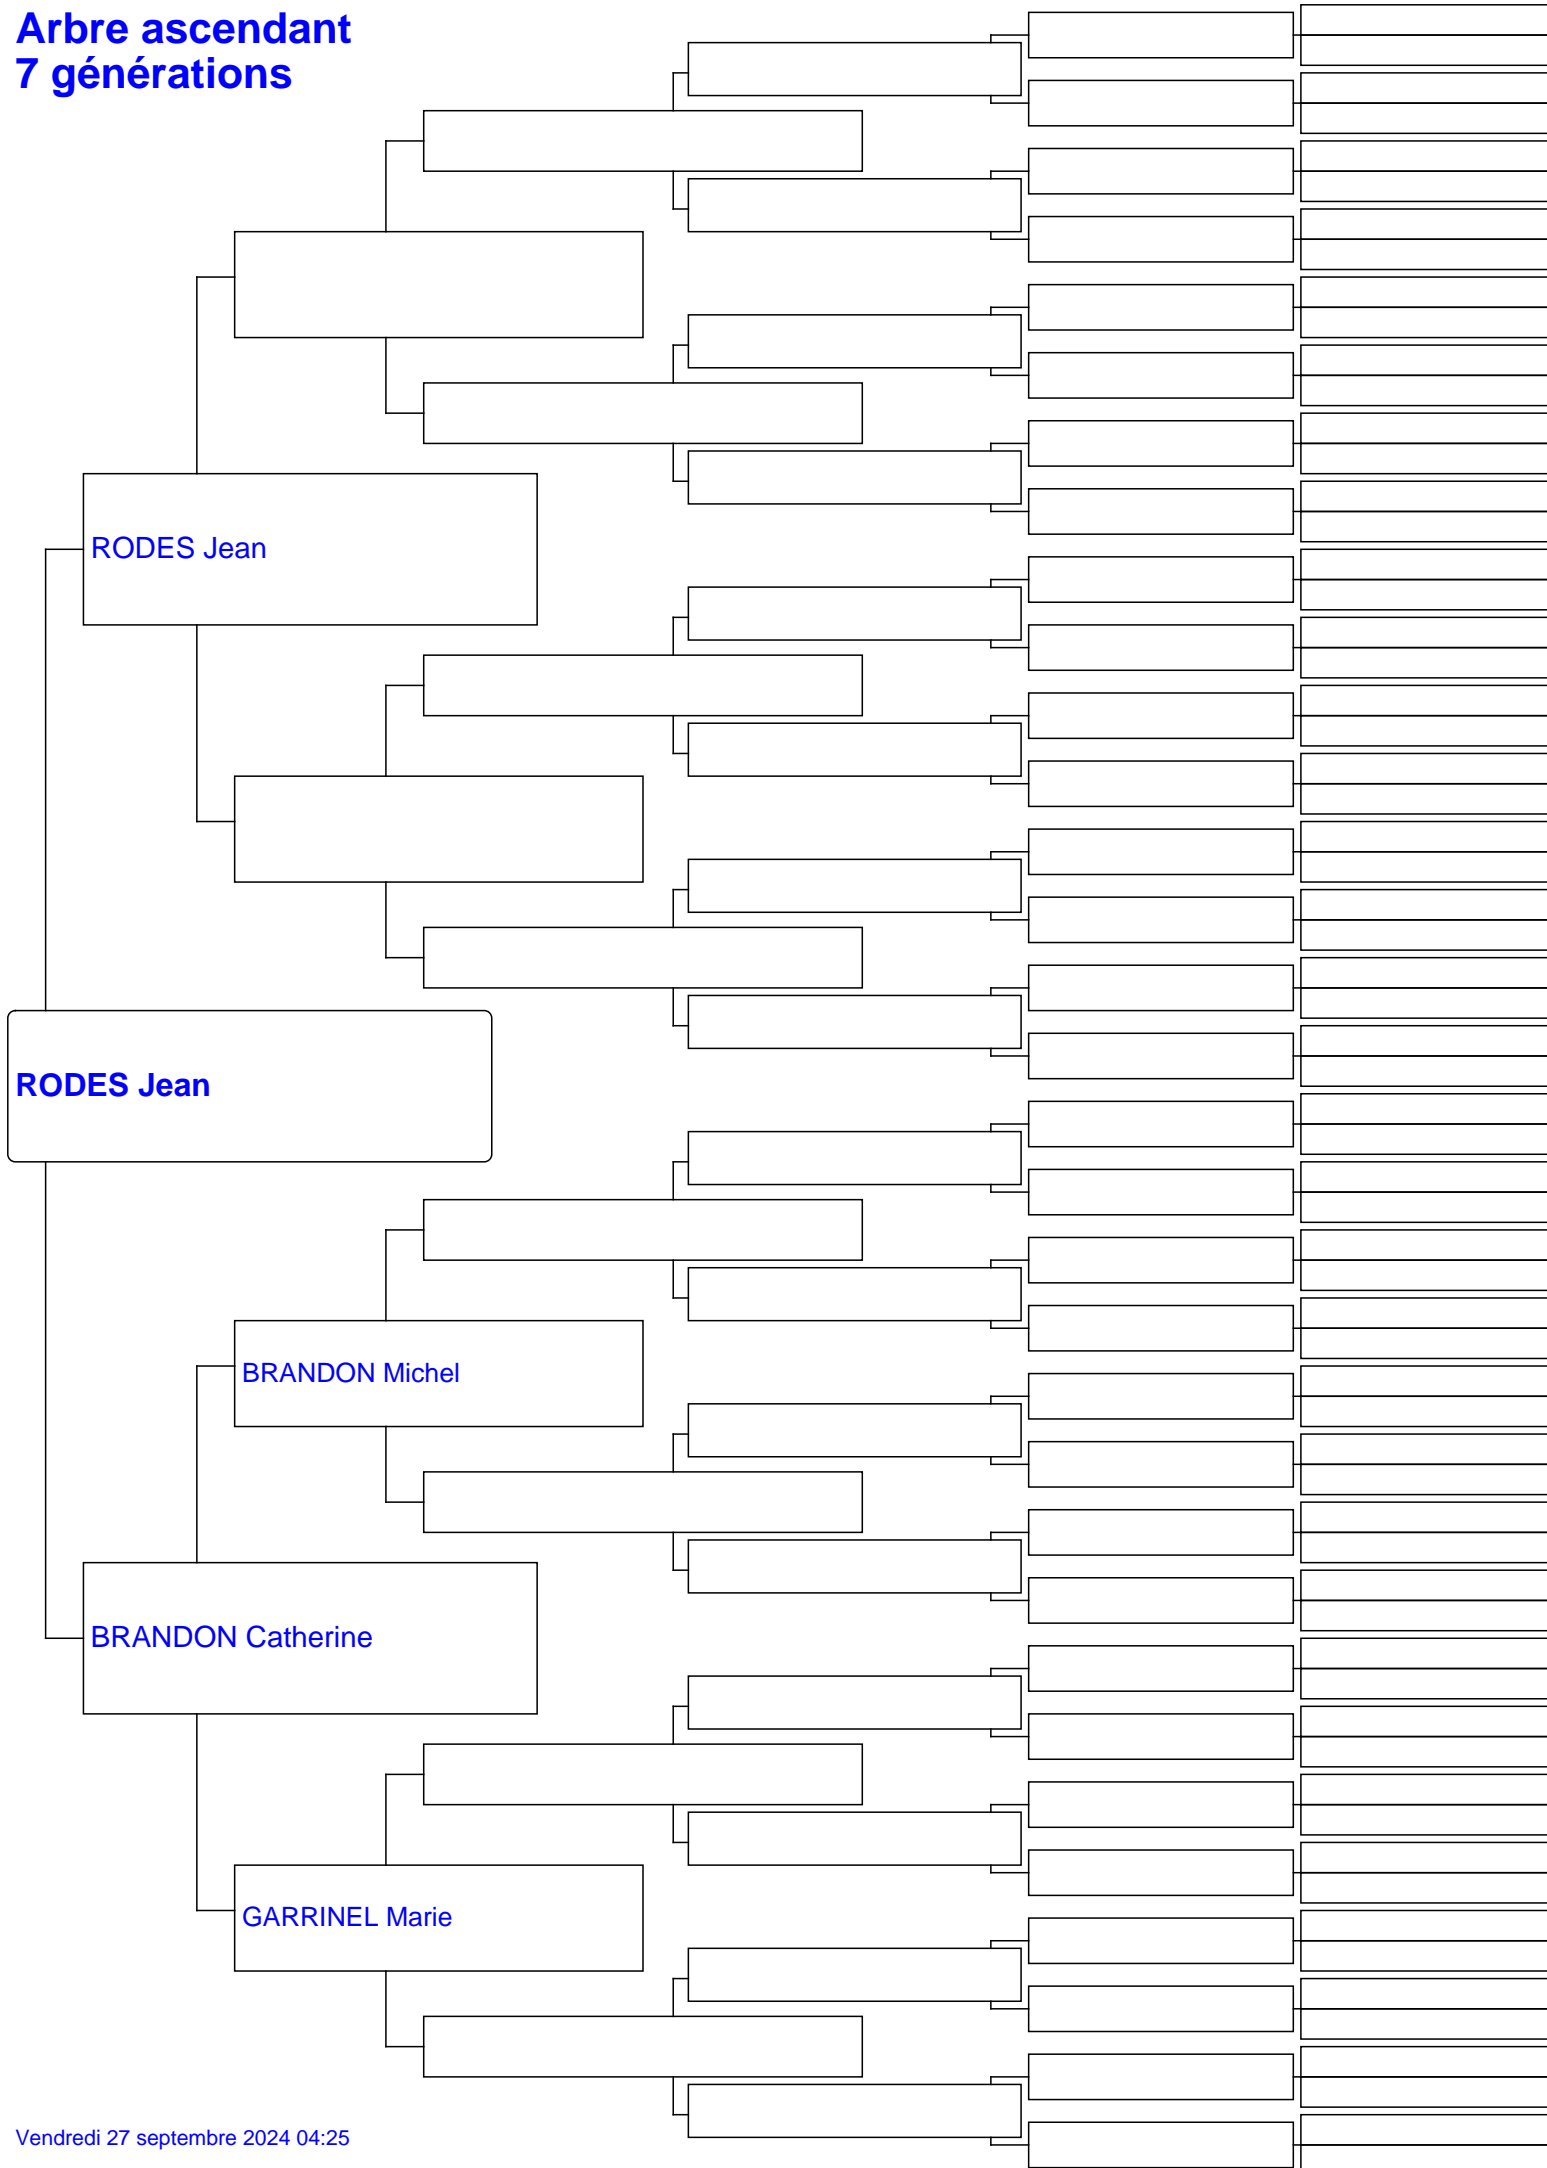 Arbre ascendant
7 générations
RODES Jean
RODES Jean
BRANDON Michel
BRANDON Catherine
GARRINEL Marie
Vendredi 27 septembre 2024 04:25